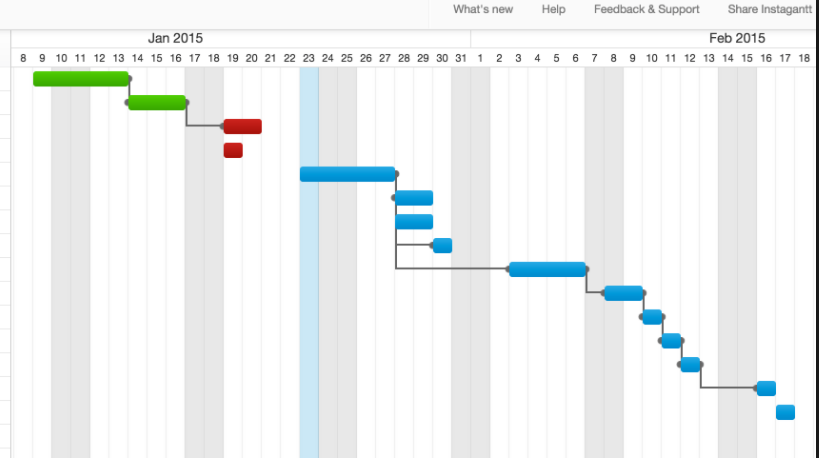 What's new Help Feedback & Support Share Instagantt
Jan 2015 Feb 2015
8 9 10 11 12 13 14 15 16 17 18 19 20 21 22 23 24 25 26 27 28 29 30 31 1 2 3 4 5 6 7 8 9 10 11 12 13 14 15 16 17 18